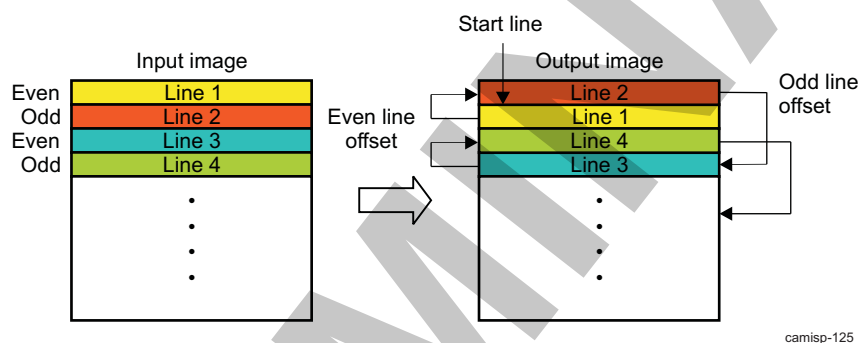 Start line
Input image
Output image
Even Line 1
Odd Line 2
Even Line 3
Odd Line 4
Even line
offset
Line 2
Line 1
Line 4
Line 3
Odd line
offset
camisp-125